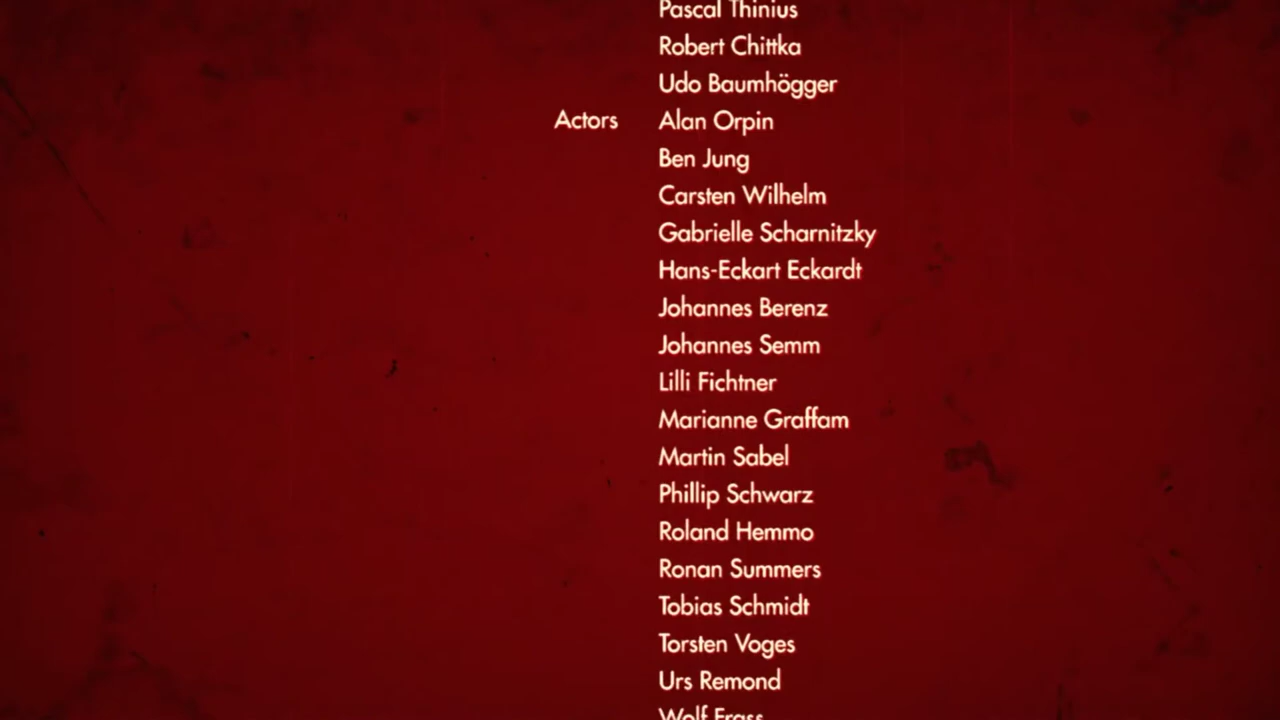 Pascal Thinius
Robert Chittka
Udo Baumhögger
Actors Alan Orpin
Ben Jung
Carsten Wilhelm
Gabrielle Scharnitzky
Hans-Eckart Eckardt
Johannes Berenz
Johannes Semm
Lilli Fichtner
Marianne Graffam
Martin Sabel
Phillip Schwarz
Roland Hemmo
Ronan Summers
Tobias Schmidt
Torsten Voges
Urs Remond
Wolf Frass